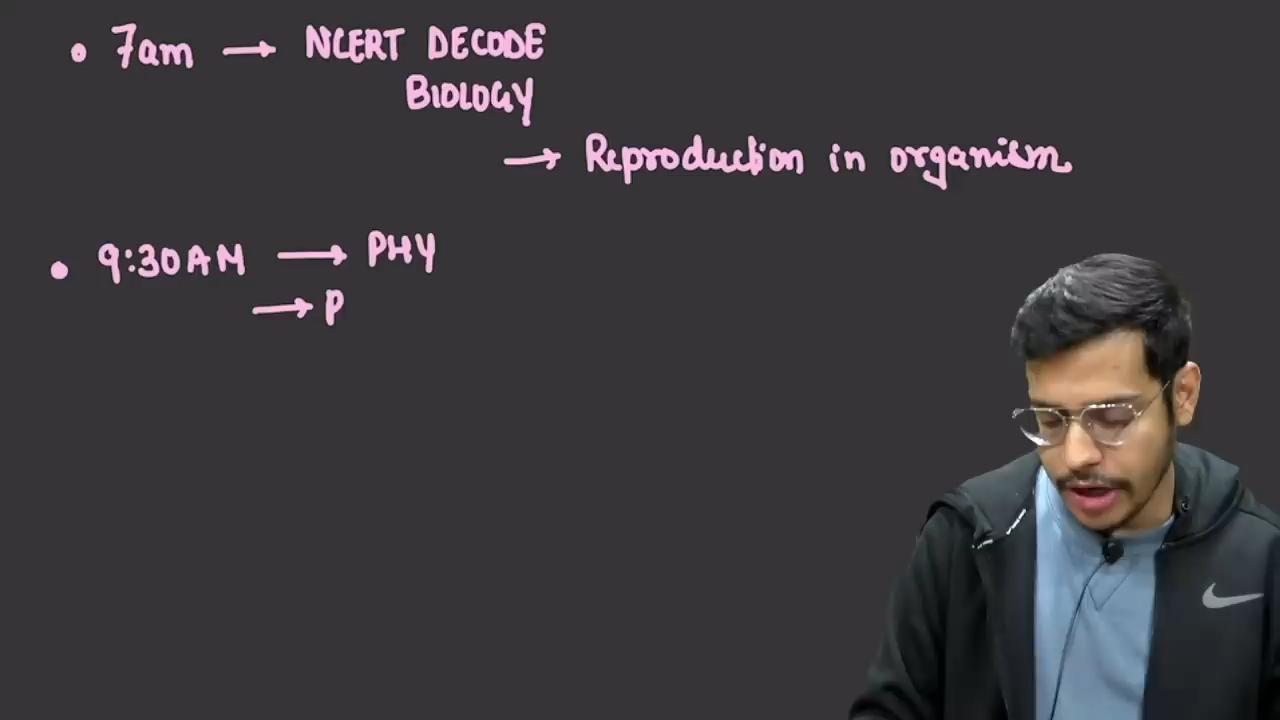 • 7am → NCERT DECODE
BIOLOGY
→ Reproduction in organism
• 9:30AM → PHY
→ P